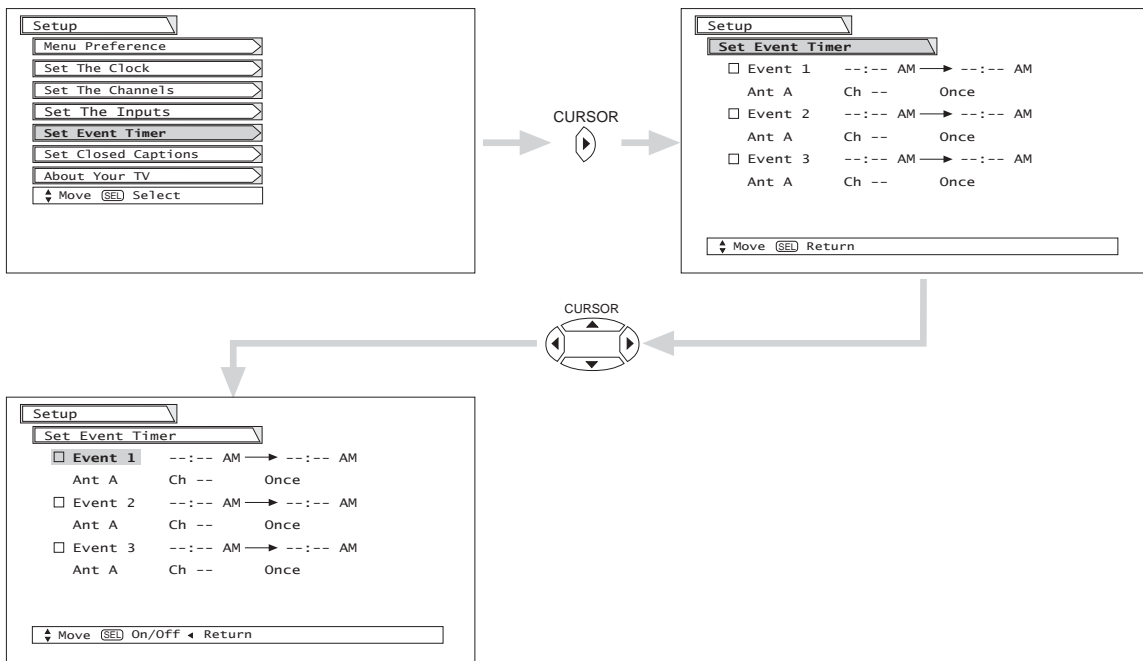 Setup
Menu Preference
Set The Clock
Set The Channels
Set The Inputs
Set Event Timer
Set Closed Captions
About Your TV
Move SEL Select
CURSOR
Setup
Set Event Timer
Event 1 --:-- AM --:-- AM
Ant A Ch -- Once
Event 2 --:-- AM --:-- AM
Ant A Ch -- Once
Event 3 --:-- AM --:-- AM
Ant A Ch -- Once
Move SEL Return
CURSOR
Setup
Set Event Timer
Event 1 --:-- AM --:-- AM
Ant A Ch -- Once
Event 2 --:-- AM --:-- AM
Ant A Ch -- Once
Event 3 --:-- AM --:-- AM
Ant A Ch -- Once
Move SEL On/Off Return